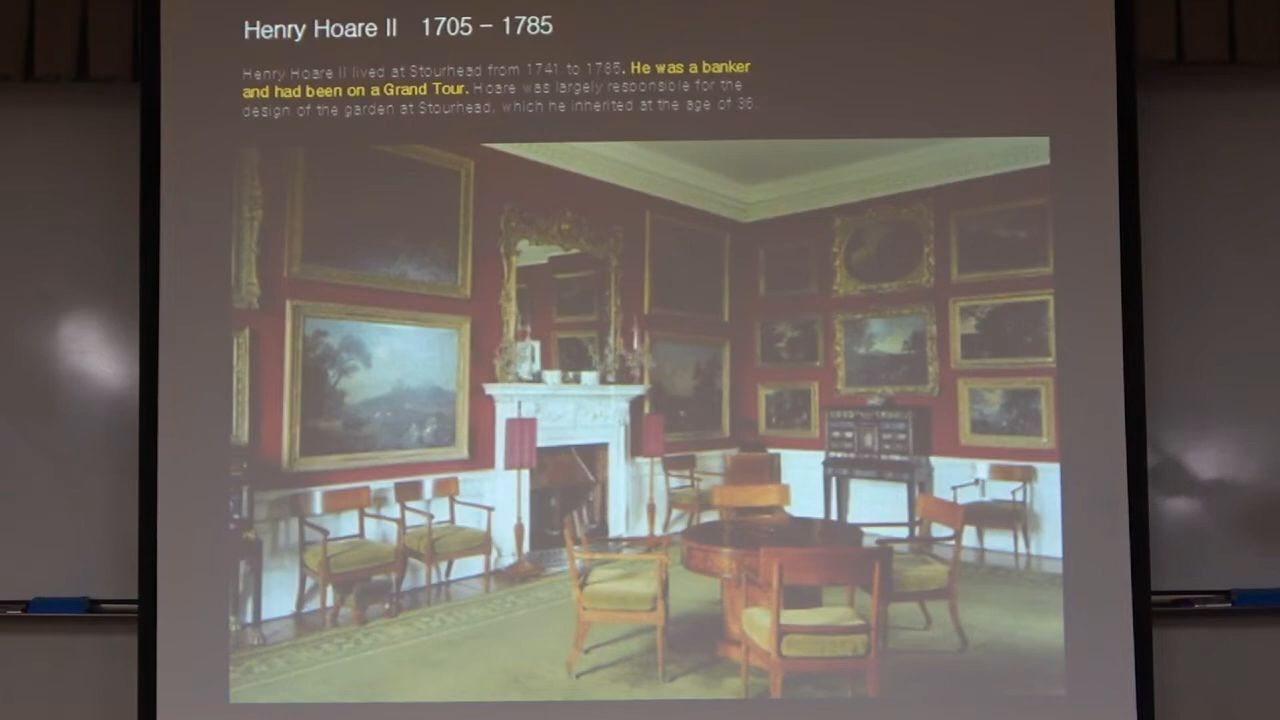 Henry Hoare II 1705 – 1785
Henry Hoare II lived at Stourhead from 1741 to 1785. He was a banker
and had been on a Grand Tour. Hoare was largely responsible for the
design of the garden at Stourhead, which he inherited at the age of 36.